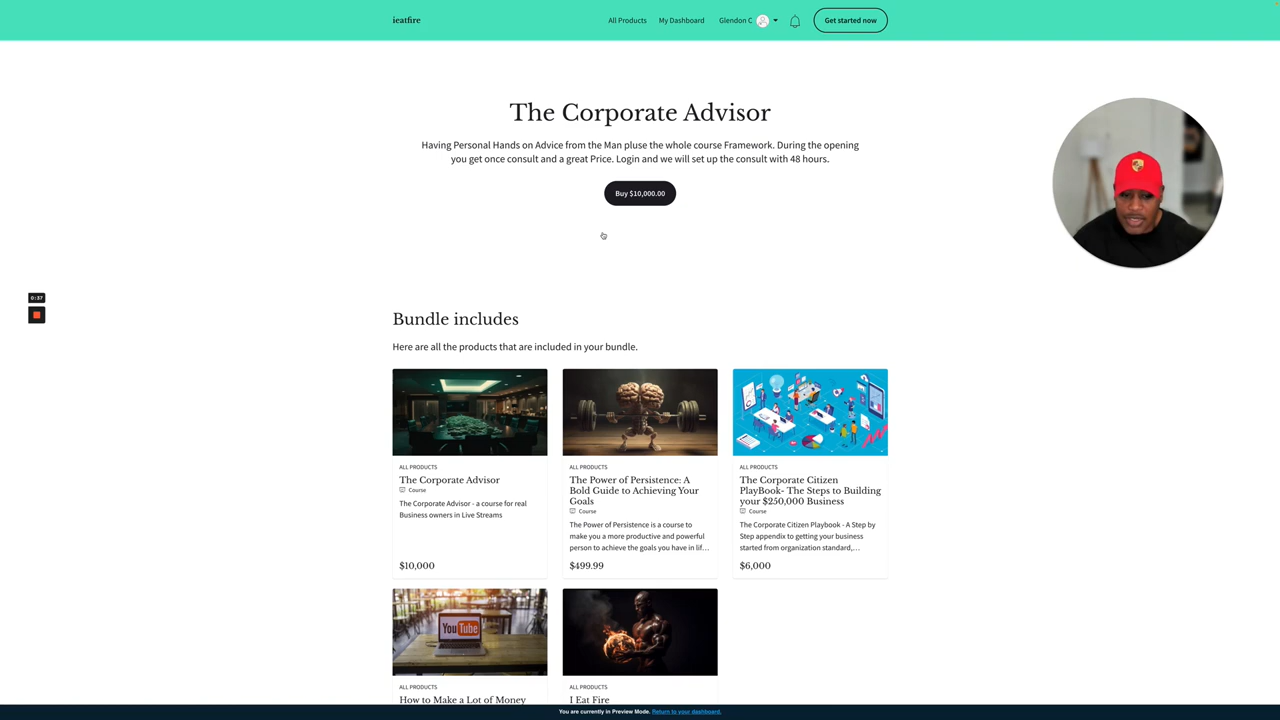 ieatfire
All Products
My Dashboard
Glendon C
Get started now
The Corporate Advisor
Having Personal Hands on Advice from the Man pluse the whole course Framework. During the opening
you get once consult and a great Price. Login and we will set up the consult with 48 hours.
Buy $10,000.00
0:37
Bundle includes
Here are all the products that are included in your bundle.
ALL PRODUCTS
The Corporate Advisor
Course
The Corporate Advisor - a course for real
Business owners in Live Streams
$10,000
ALL PRODUCTS
The Power of Persistence: A
Bold Guide to Achieving Your
Goals
Course
The Power of Persistence is a course to
make you a more productive and powerful
person to achieve the goals you have in lif…
$499.99
ALL PRODUCTS
The Corporate Citizen
PlayBook- The Steps to Building
your $250,000 Business
Course
The Corporate Citizen Playbook - A Step by
Step appendix to getting your business
started from organization standard,…
$6,000
YouTube
ALL PRODUCTS
How to Make a Lot of Money
ALL PRODUCTS
I Eat Fire
You are currently in Preview Mode. Return to your dashboard.